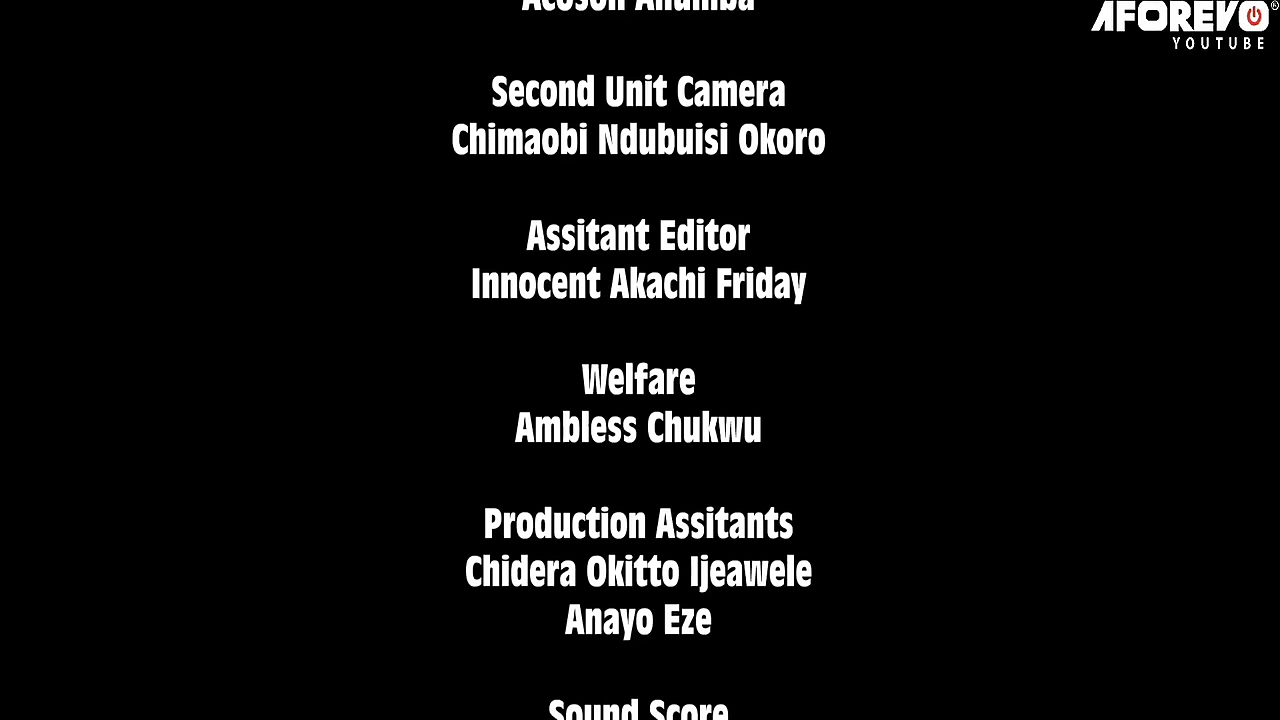 AFOREVO
YOUTUBE
Second Unit Camera
Chimaobi Ndubuisi Okoro
Assitant Editor
Innocent Akachi Friday
Welfare
Ambless Chukwu
Production Assitants
Chidera Okitto Ijeawele
Anayo Eze
Sound Score